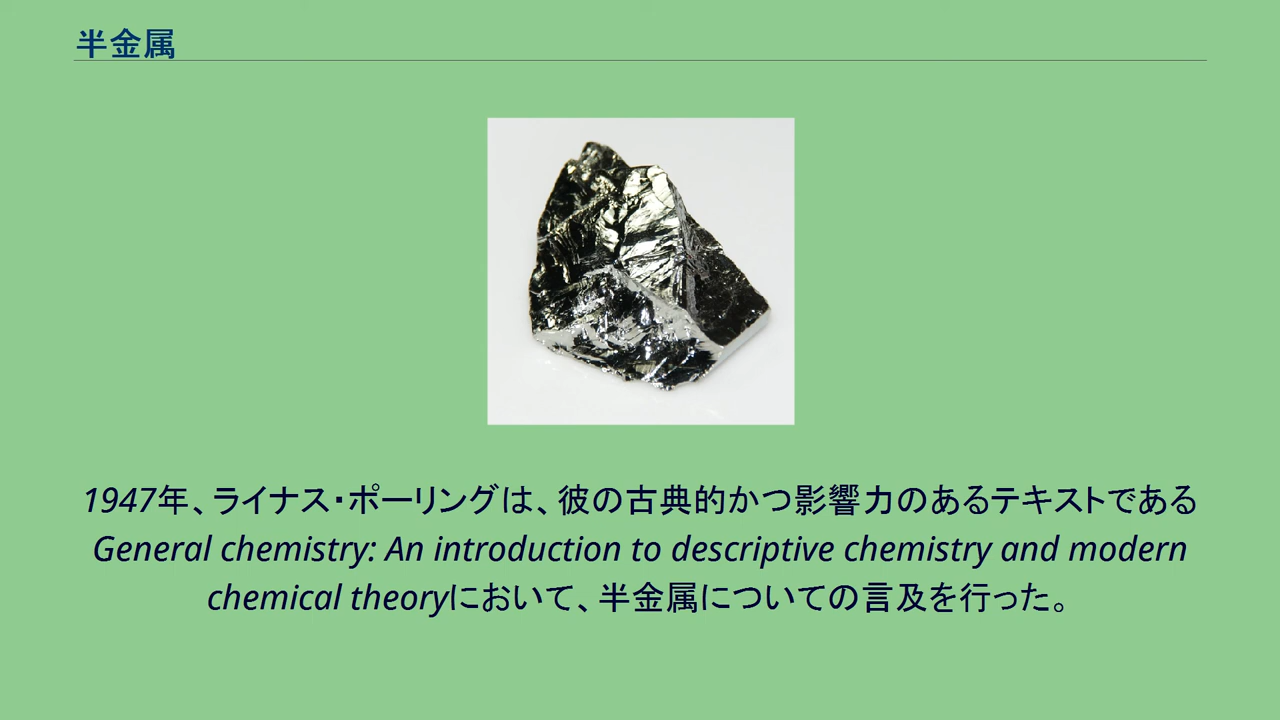 半金属
1947年、ライナス・ポーリングは、彼の古典的かつ影響力のあるテキストである
General chemistry: An introduction to descriptive chemistry and modern
chemical theoryにおいて、半金属についての言及を行った。